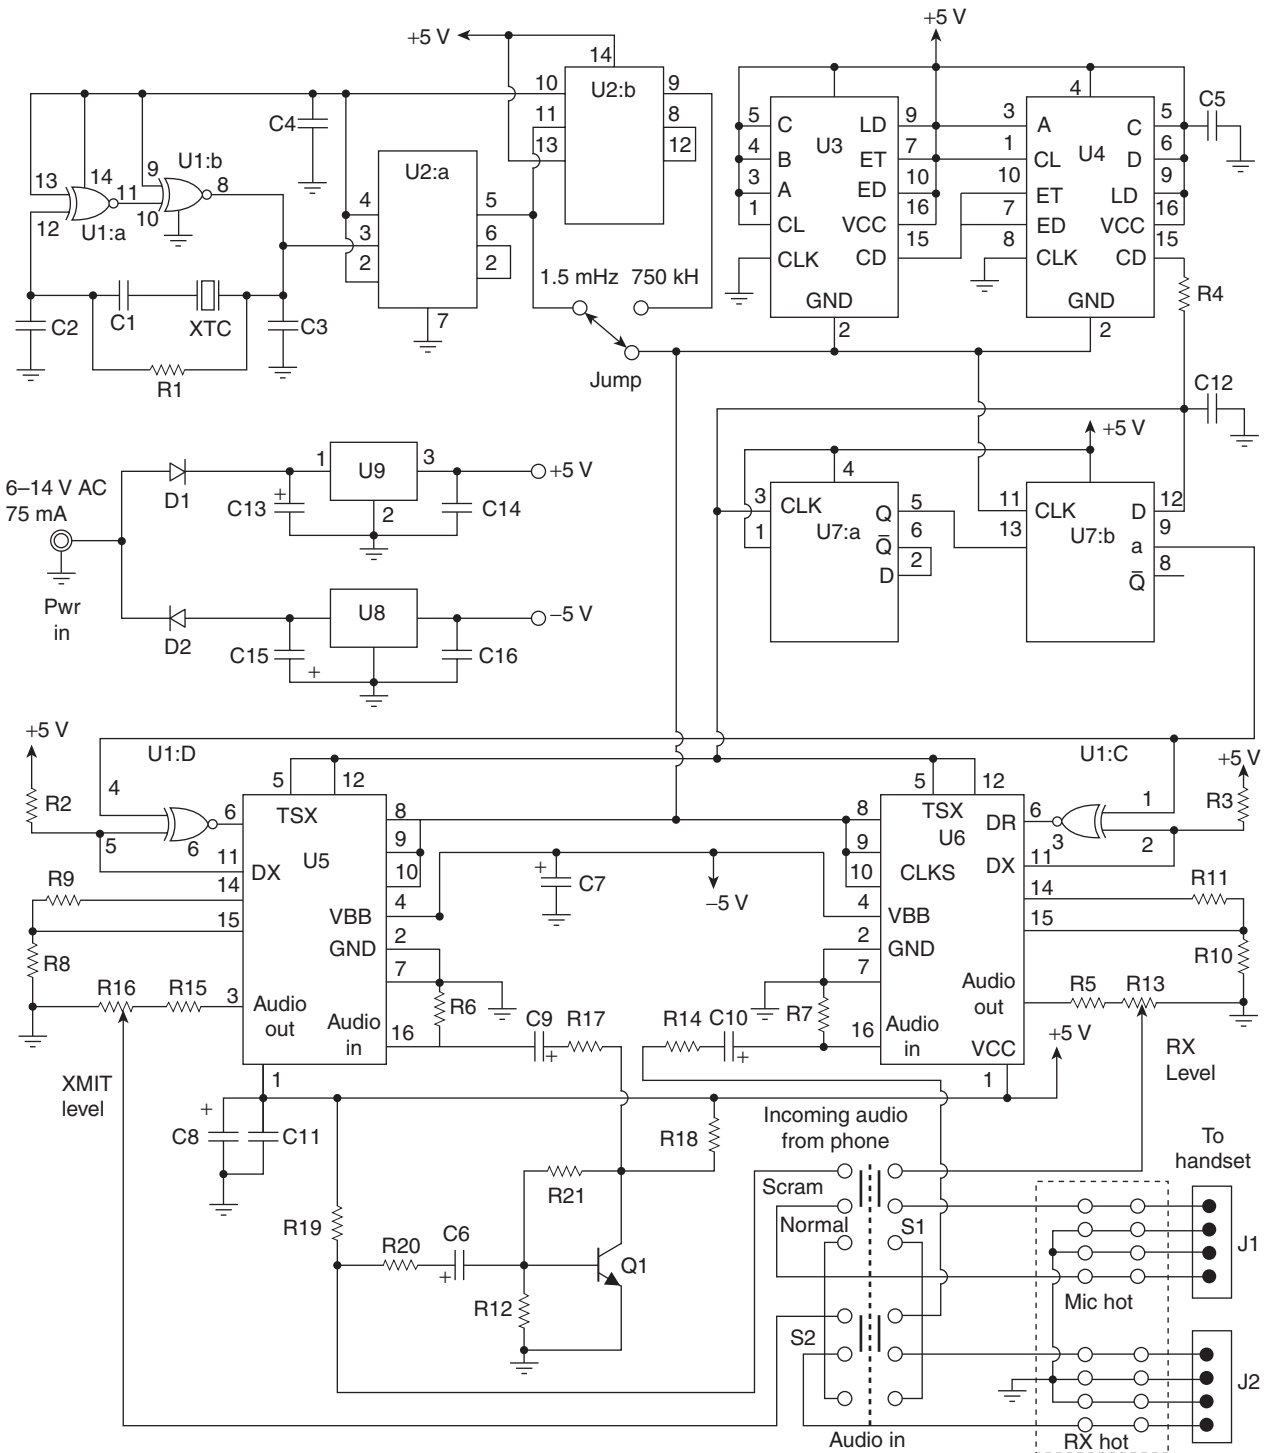 +5 V
+5 V
14
10
U2:b
9
11
8
13
12
C4
U1:b
9
13
14
11
8
12
10
U1:a
U2:a
4
5
3
6
2
2
7
C1
XTC
C2
C3
R1
1.5 mHz 750 kH
Jump
4
5
C
U3
LD
9
4
B
ET
7
3
A
ED
10
1
CL
VCC
16
CLK
CD
15
GND
2
3
A
C
5
C5
1
CL
U4
D
6
10
ET
LD
9
7
ED
VCC
16
8
CLK
CD
15
GND
2
R4
C12
+5 V
6–14 V AC
75 mA
Pwr
in
D1
1
U9
3
+5 V
C13
+
2
C14
D2
U8
–5 V
C15
+
C16
4
3
CLK
Q
5
1
U7:a
Q
6
D
2
11
CLK
D
12
13
U7:b
a
9
Q
8
+5 V
U1:D
4
R2
5
6
6
5
12
TSX
8
U5
9
11
DX
10
14
VBB
4
15
GND
2
7
3
Audio
out
Audio
in
16
1
R9
R8
R16
R15
XMIT
level
R6
C9
R17
+
+
C7
–5 V
U1:C
+5 V
5
12
1
R3
8
TSX
DR
6
U6
3
2
9
DX
11
10
CLKS
14
R11
4
VBB
15
2
GND
R10
7
Audio
out
R5
R13
R7
R14
C10
+
16
Audio
in
VCC
1
+5 V
RX
Level
+
C8
C11
R18
R21
R19
R20
C6
+
Q1
R12
Incoming audio
from phone
To
handset
Scram
Normal
S1
J1
Mic hot
S2
J2
Audio in
RX hot